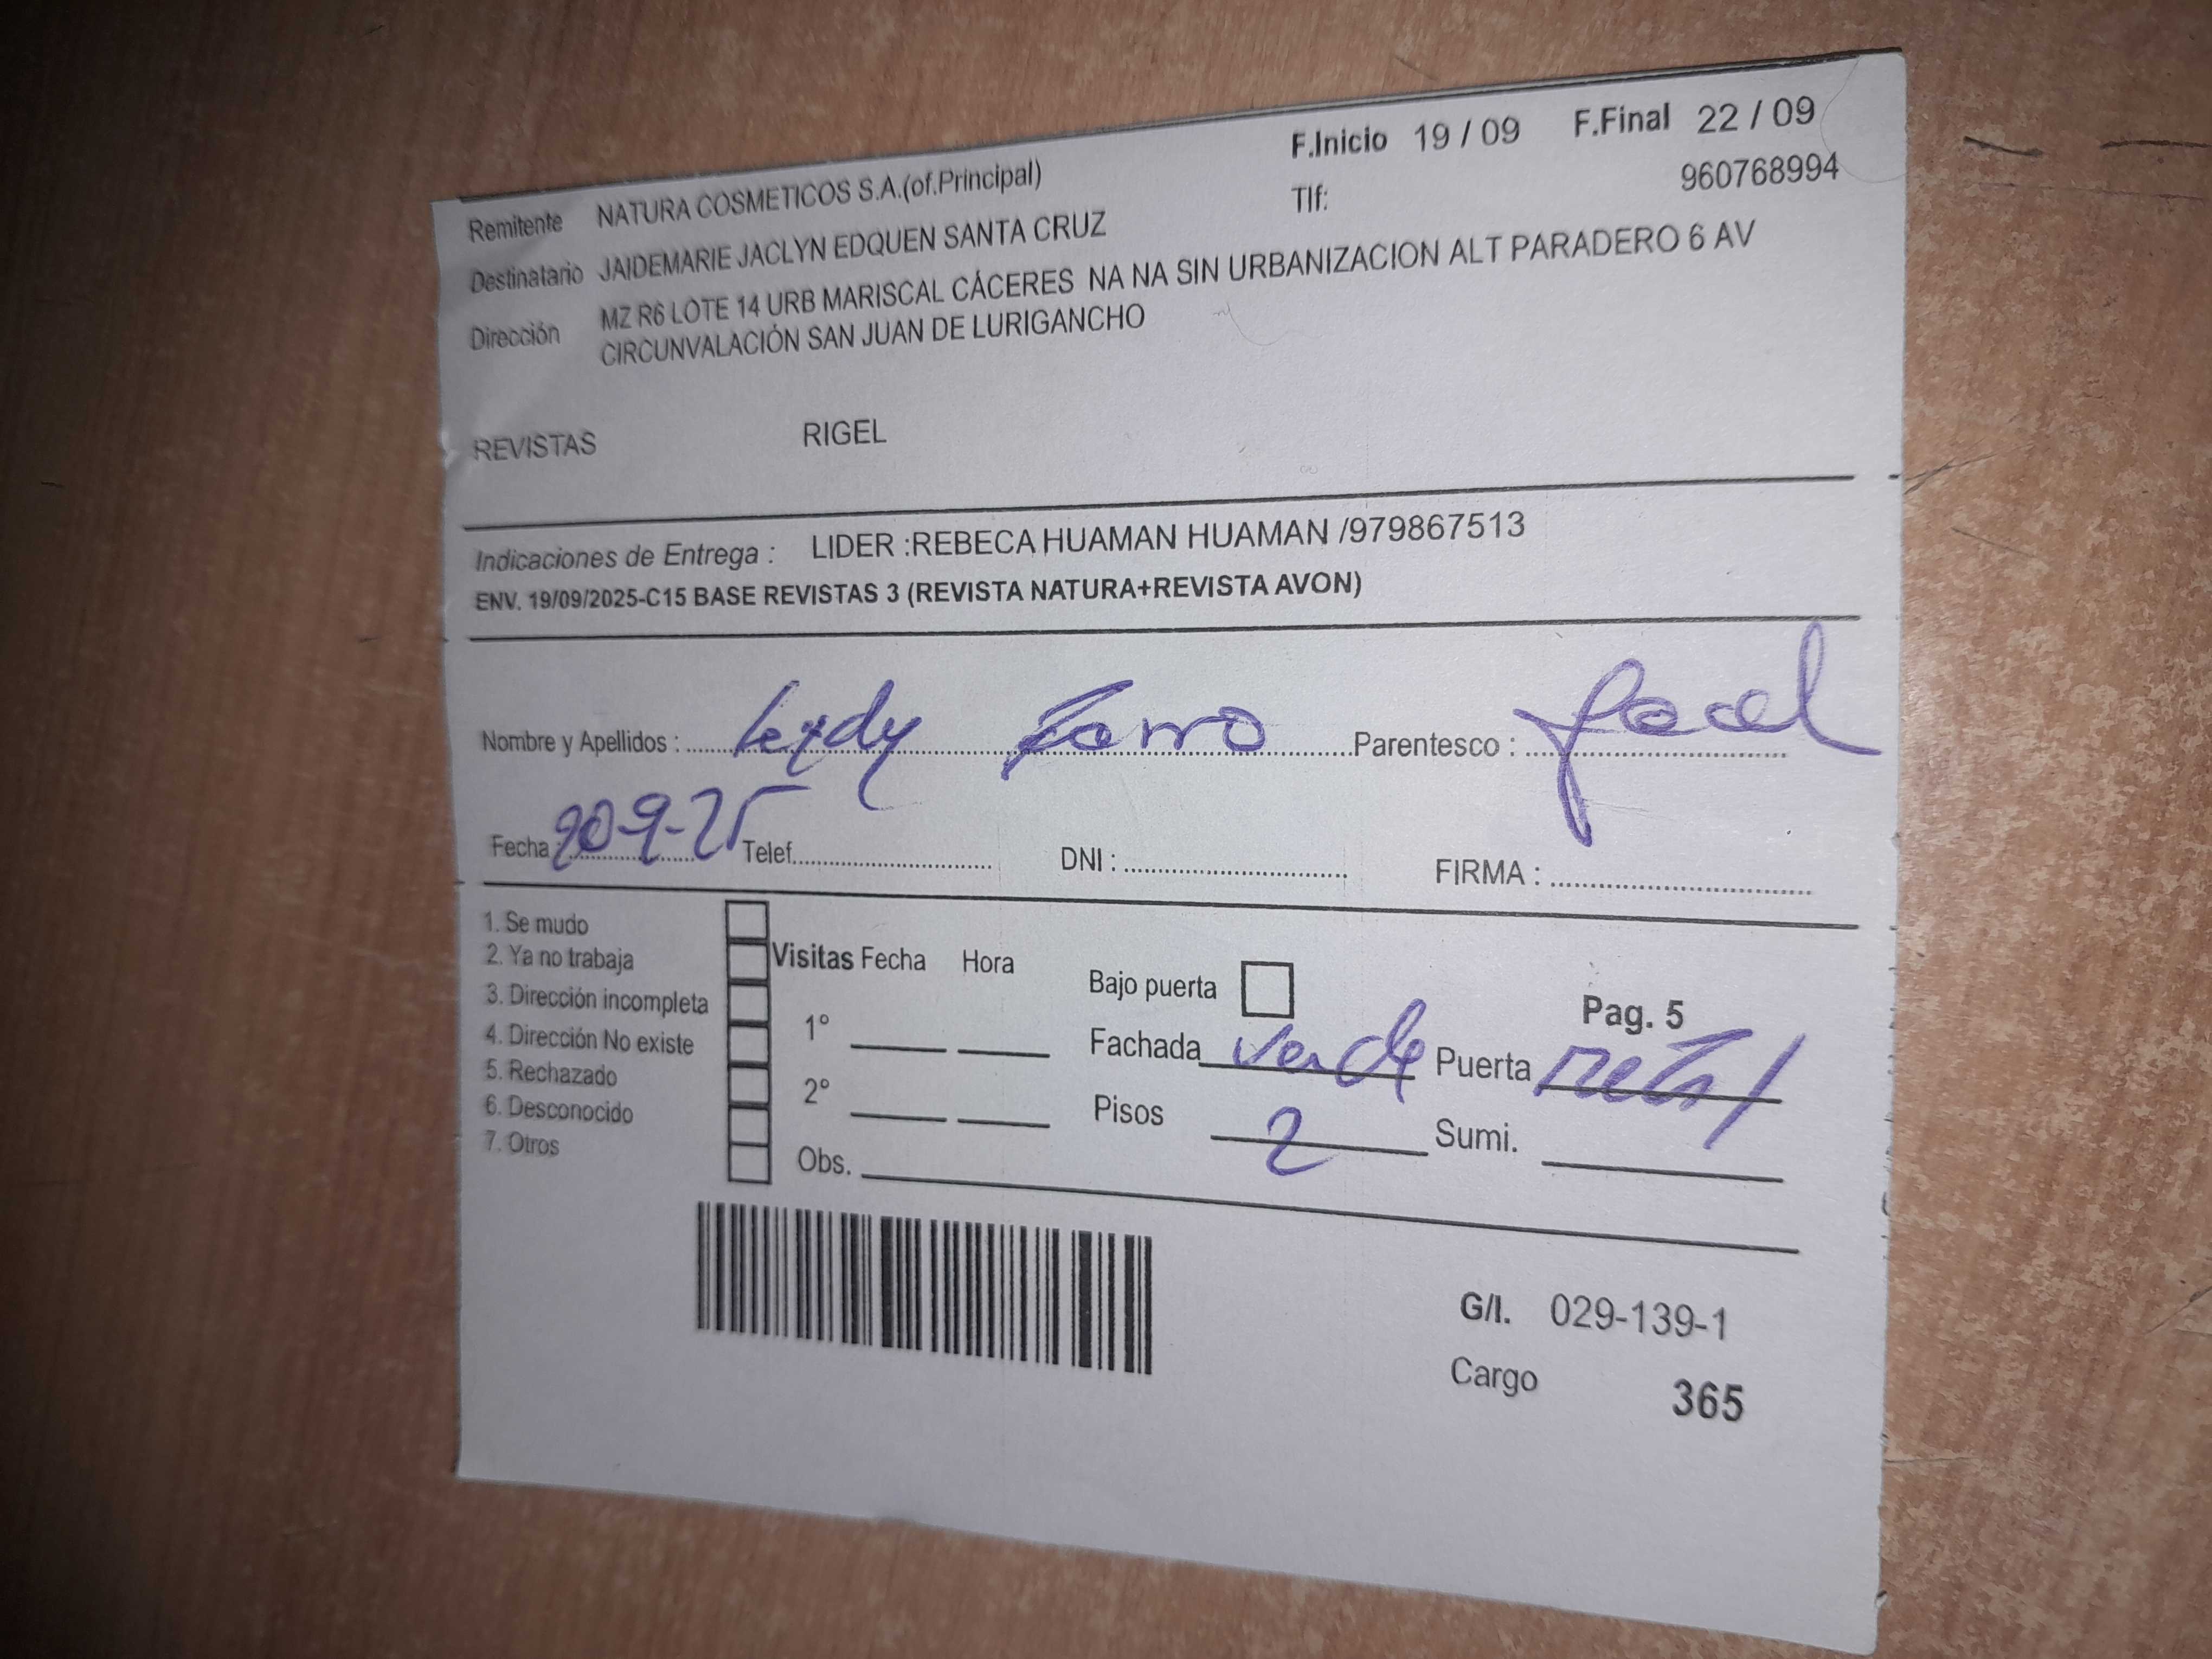 F.Inicio 19 / 09 F.Final 22 / 09
Remitente NATURA COSMETICOS S.A.(of.Principal) Tlf: 960768994
Destinatario JAIDEMARIE JACLYN EDQUEN SANTA CRUZ
Dirección MZ R6 LOTE 14 URB MARISCAL CÁCERES NA NA SIN URBANIZACION ALT PARADERO 6 AV
CIRCUNVALACIÓN SAN JUAN DE LURIGANCHO
REVISTAS RIGEL
Indicaciones de Entrega : LIDER :REBECA HUAMAN HUAMAN /979867513
ENV. 19/09/2025-C15 BASE REVISTAS 3 (REVISTA NATURA+REVISTA AVON)
Nombre y Apellidos : Leydy Parentesco :
Fecha : 20-9-25 Telef. DNI : FIRMA :
1. Se mudo
2. Ya no trabaja Visitas Fecha Hora Bajo puerta Pag. 5
3. Dirección incompleta 1° Fachada verde Puerta metal
4. Dirección No existe
5. Rechazado 2° Pisos 2 Sumi.
6. Desconocido
7. Otros Obs.
G/I. 029-139-1
Cargo 365